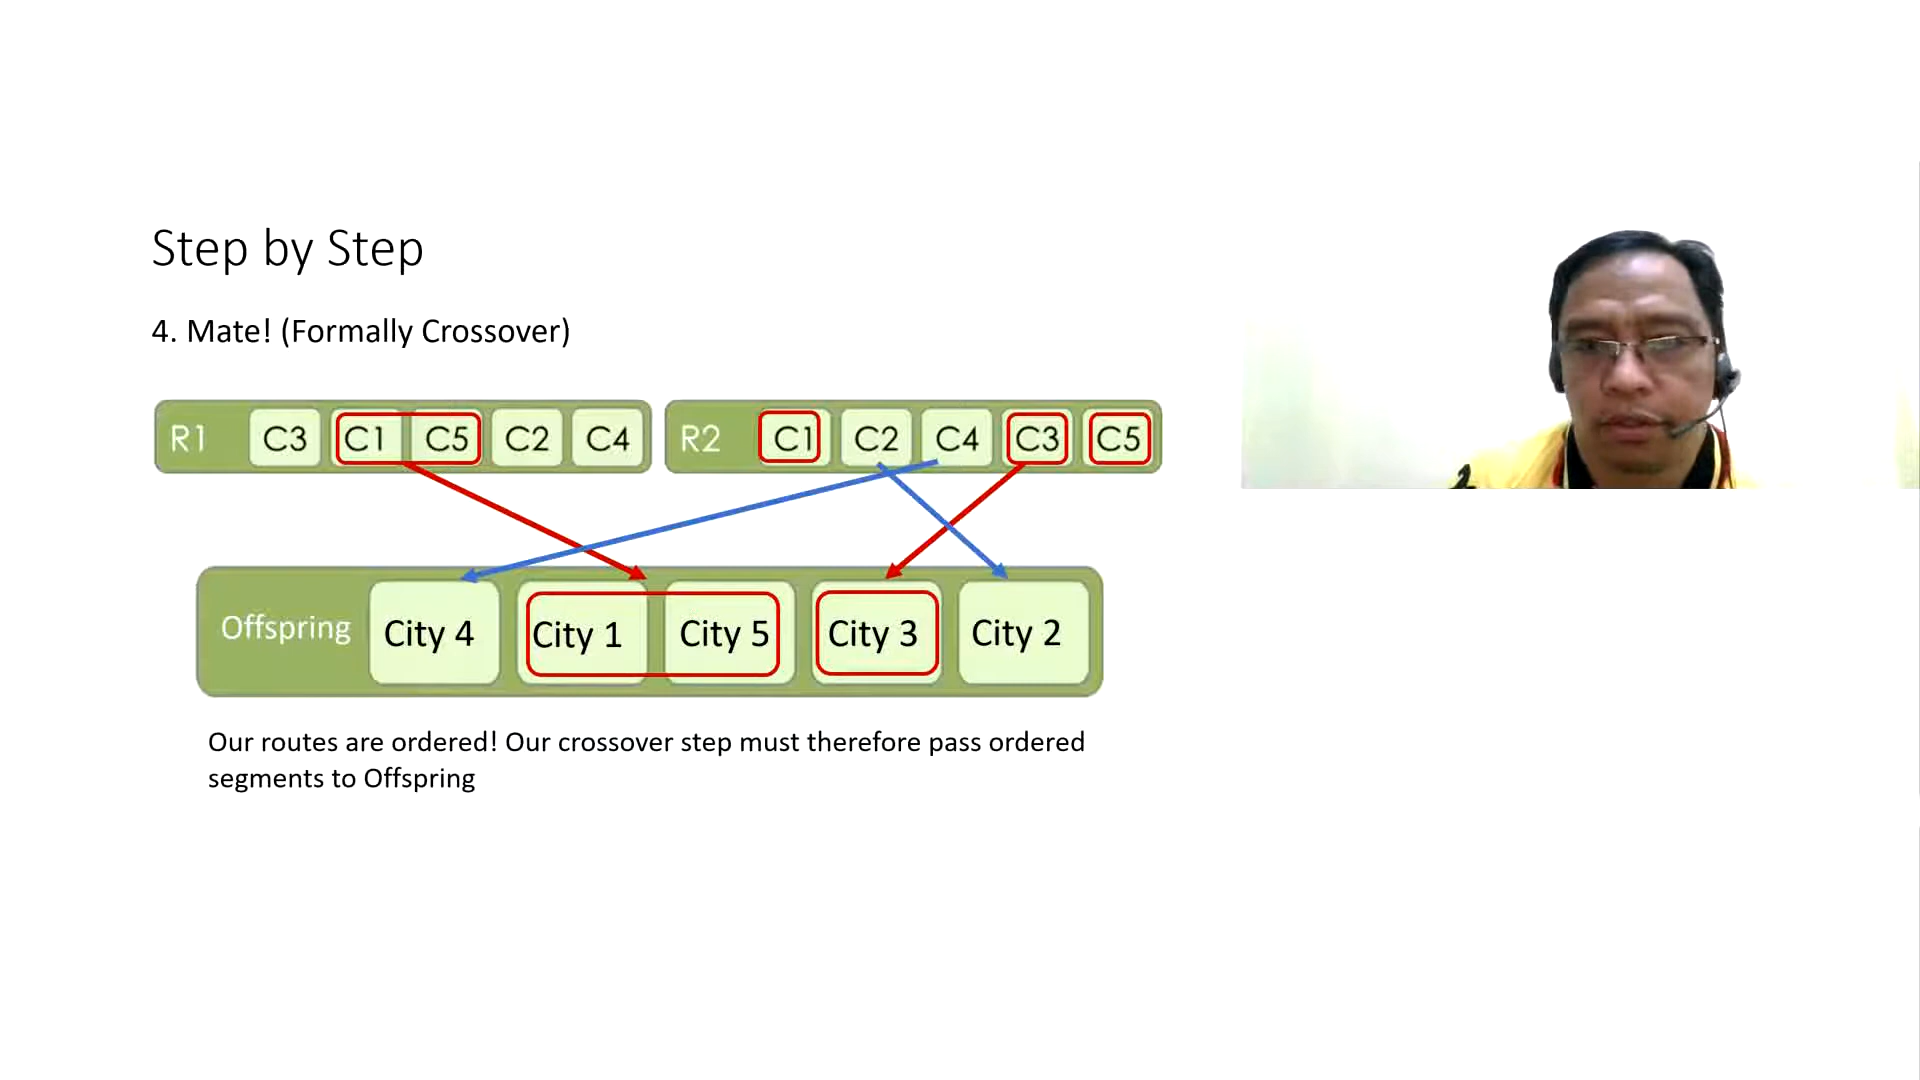 Step by Step
4. Mate! (Formally Crossover)
R1 C3 C1 C5 C2 C4
R2 C1 C2 C4 C3 C5
Offspring City 4 City 1 City 5 City 3 City 2
Our routes are ordered! Our crossover step must therefore pass ordered
segments to Offspring